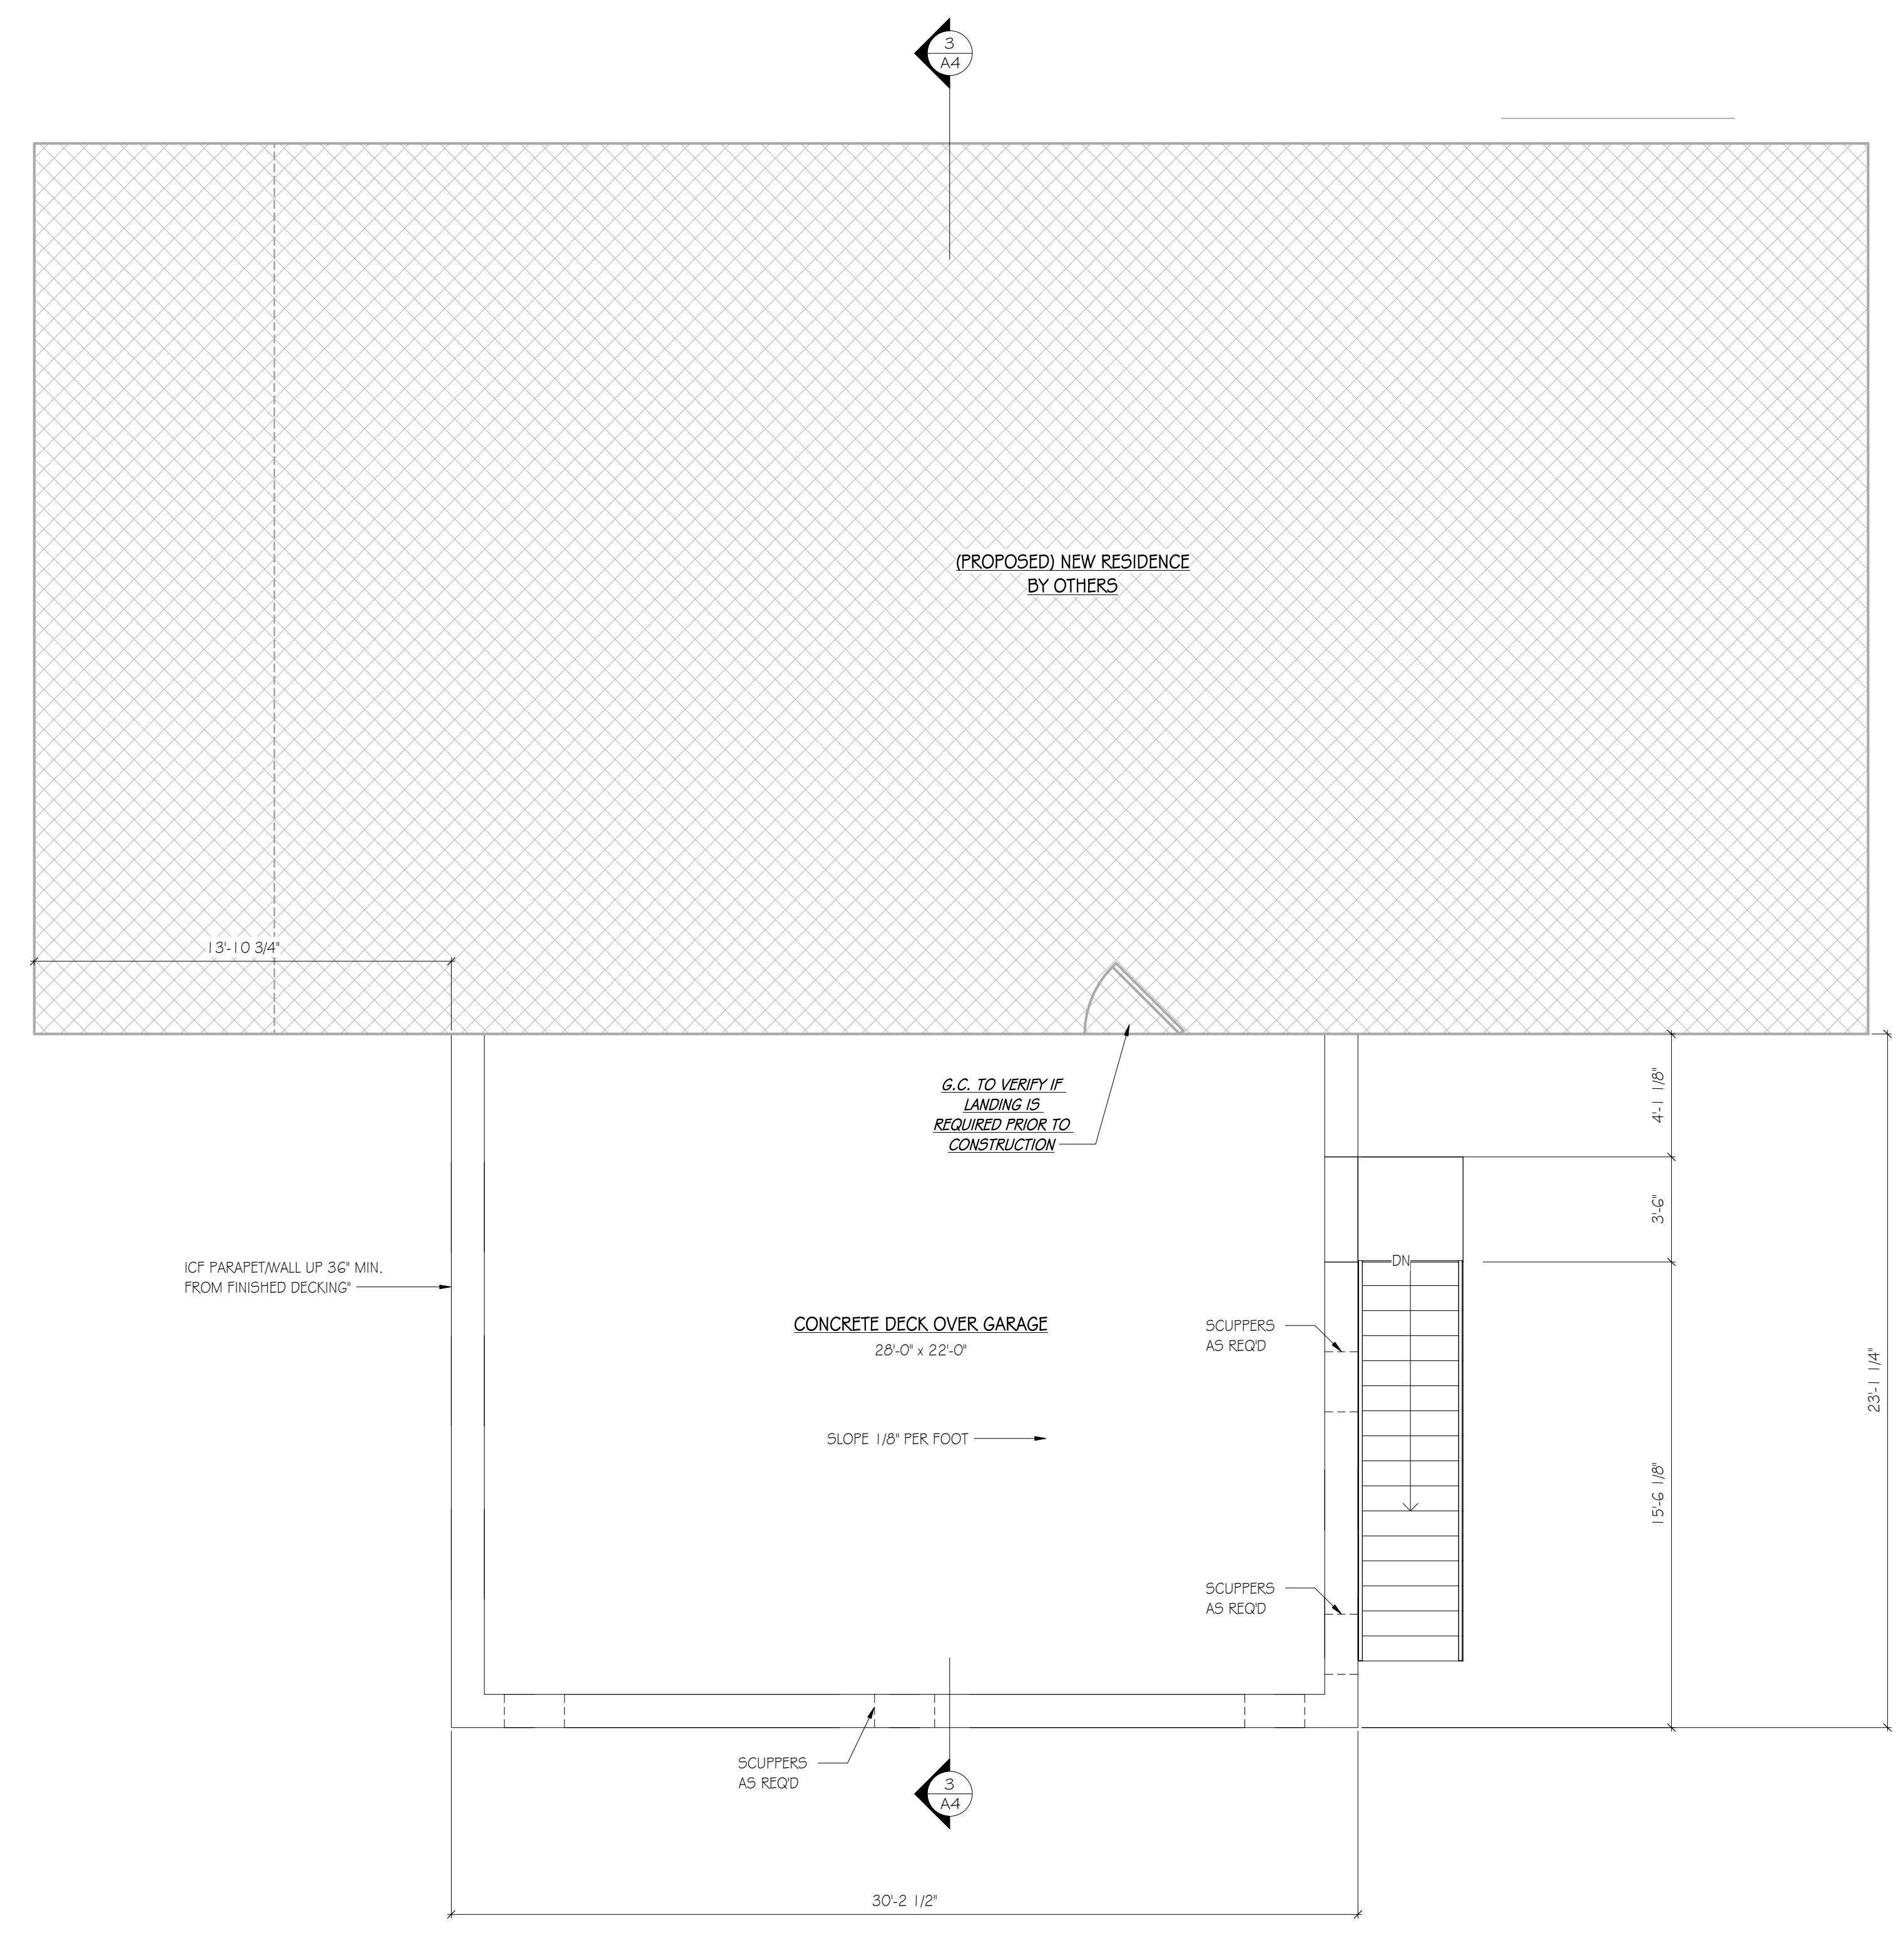 3
A4
(PROPOSED) NEW RESIDENCE
BY OTHERS
13'-10 3/4"
G.C. TO VERIFY IF
LANDING IS
REQUIRED PRIOR TO
CONSTRUCTION
4'-1 1/8"
3'-6"
DN
ICF PARAPET/WALL UP 36" MIN.
FROM FINISHED DECKING"
CONCRETE DECK OVER GARAGE
28'-0" x 22'-0"
SCUPPERS
AS REQ'D
23'-1 1/4"
SLOPE 1/8" PER FOOT
15'-6 1/8"
SCUPPERS
AS REQ'D
SCUPPERS
AS REQ'D
3
A4
30'-2 1/2"